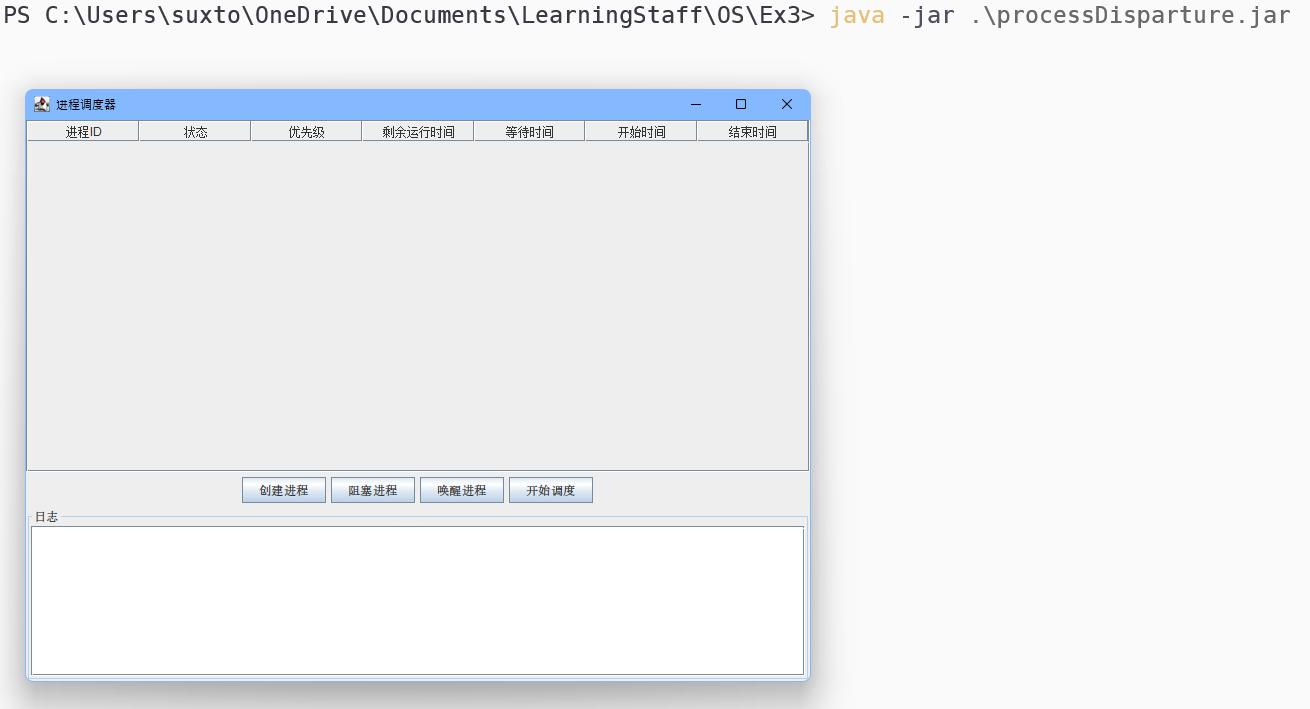 PS C:\Users\suxto\OneDrive\Documents\LearningStaff\OS\Ex3> java -jar .\processDisparture.jar
进程调度器
进程ID 状态 优先级 剩余运行时间 等待时间 开始时间 结束时间
创建进程 阻塞进程 唤醒进程 开始调度
日志